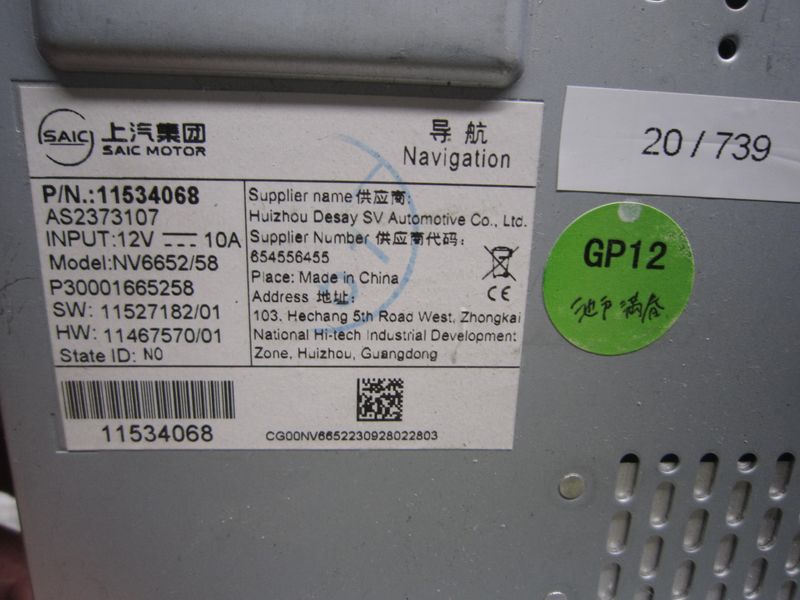 SAIC
上汽集团
SAIC MOTOR
导航
Navigation
P/N.:11534068
AS2373107
INPUT:12V ⎓ 10A
Model:NV6652/58
P30001665258
SW: 11527182/01
HW: 11467570/01
State ID: NO
Supplier name 供应商:
Huizhou Desay SV Automotive Co., Ltd.
Supplier Number 供应商代码:
654556455
Place: Made in China
Address 地址:
103, Hechang 5th Road West, Zhongkai
National Hi-tech Industrial Development
Zone, Huizhou, Guangdong
CE
11534068
CG00NV6652230928022803
20/739
GP12